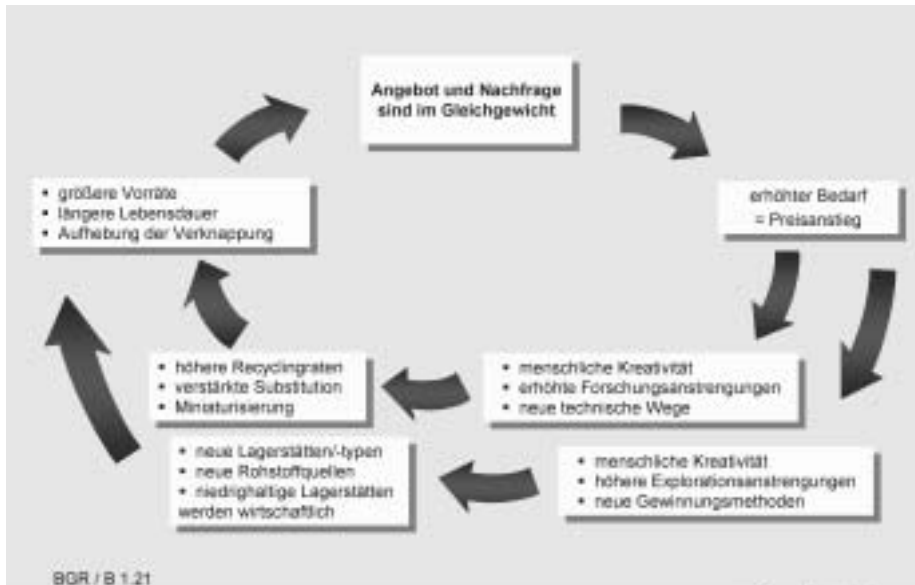 Angebot und Nachfrage
sind im Gleichgewicht
erhöhter Bedarf
= Preisanstieg
• größere Vorräte
• längere Lebensdauer
• Aufhebung der Verknappung
• menschliche Kreativität
• erhöhte Forschungsanstrengungen
• neue technische Wege
• höhere Recyclingraten
• verstärkte Substitution
• Miniaturisierung
• menschliche Kreativität
• höhere Explorationsanstrengungen
• neue Gewinnungsmethoden
• neue Lagerstätten/-typen
• neue Rohstoffquellen
• niedrighaltige Lagerstätten
werden wirtschaftlich
BGR / B 1.21